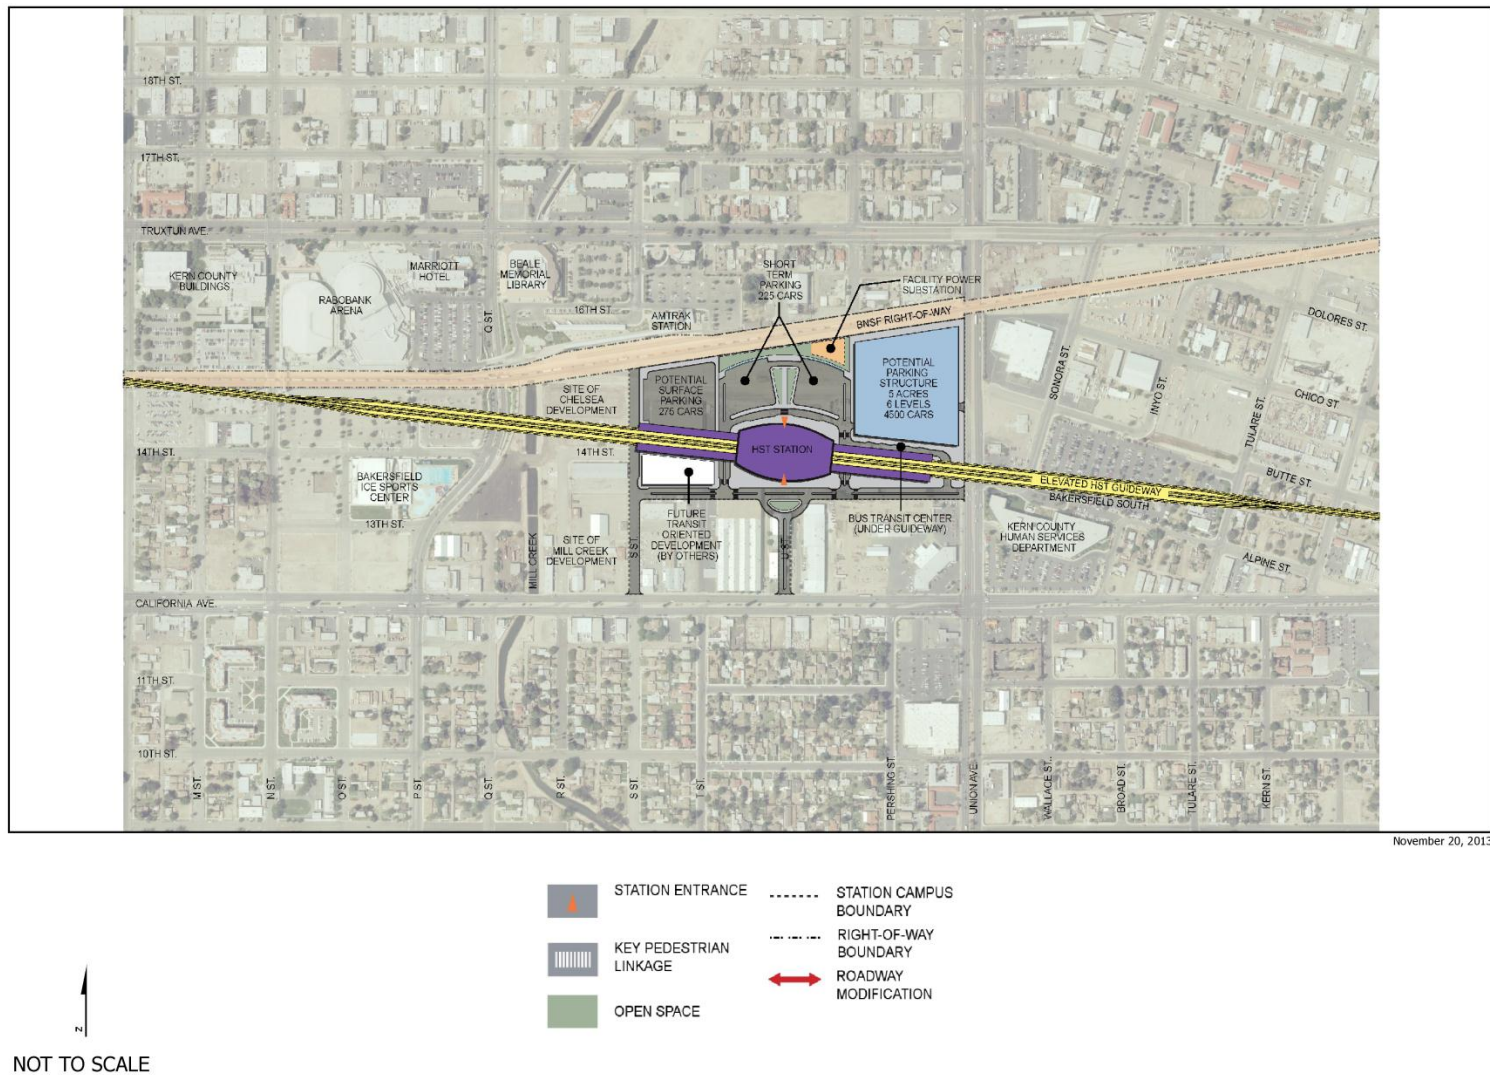 18TH ST.
17TH ST.
TRUXTUN AVE.
KERN COUNTY
BUILDINGS
RABOBANK
ARENA
MARRIOTT
HOTEL
BEALE
MEMORIAL
LIBRARY
Q ST.
16TH ST.
AMTRAK
STATION
SHORT
TERM
PARKING
225 CARS
FACILITY POWER
SUBSTATION
BNSF RIGHT-OF-WAY
DOLORES ST.
SONORA ST.
INYO ST.
CHICO ST
TULARE ST.
BUTTE ST.
SITE OF
CHELSEA
DEVELOPMENT
POTENTIAL
SURFACE
PARKING
275 CARS
POTENTIAL
PARKING
STRUCTURE
5 ACRES
6 LEVELS
4500 CARS
14TH ST.
14TH ST.
HST STATION
BAKERSFIELD
ICE SPORTS
CENTER
13TH ST.
ELEVATED HST GUIDEWAY
BAKERSFIELD SOUTH
MILL CREEK
SITE OF
MILL CREEK
DEVELOPMENT
S ST.
FUTURE
TRANSIT
ORIENTED
DEVELOPMENT
(BY OTHERS)
U ST.
BUS TRANSIT CENTER
(UNDER GUIDEWAY)
KERN COUNTY
HUMAN SERVICES
DEPARTMENT
ALPINE ST.
CALIFORNIA AVE.
11TH ST.
10TH ST.
M ST.
N ST.
O ST.
P ST.
Q ST.
R ST.
S ST.
T ST.
PERSHING ST.
UNION AVE.
WALLACE ST.
BROAD ST.
TULARE ST.
KERN ST.
November 20, 2013
STATION ENTRANCE
KEY PEDESTRIAN
LINKAGE
OPEN SPACE
STATION CAMPUS
BOUNDARY
RIGHT-OF-WAY
BOUNDARY
ROADWAY
MODIFICATION
N
NOT TO SCALE